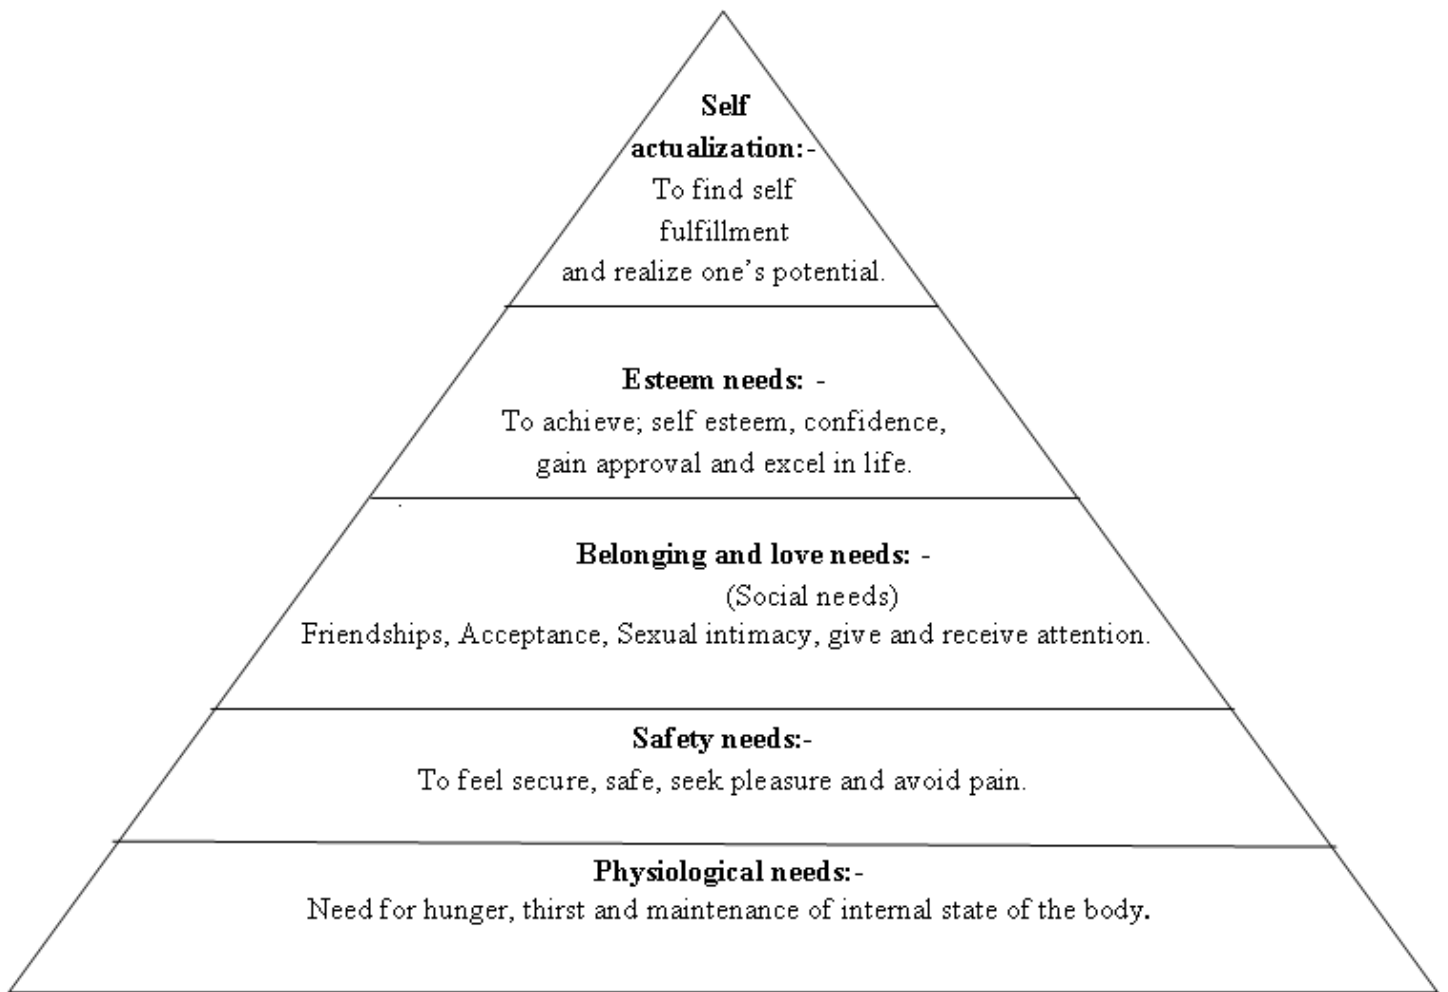 Self
actualization:-
To find self
fulfillment
and realize one’s potential.
Esteem needs: -
To achieve; self esteem, confidence,
gain approval and excel in life.
Belonging and love needs: -
(Social needs)
Friendships, Acceptance, Sexual intimacy, give and receive attention.
Safety needs:-
To feel secure, safe, seek pleasure and avoid pain.
Physiological needs:-
Need for hunger, thirst and maintenance of internal state of the body.